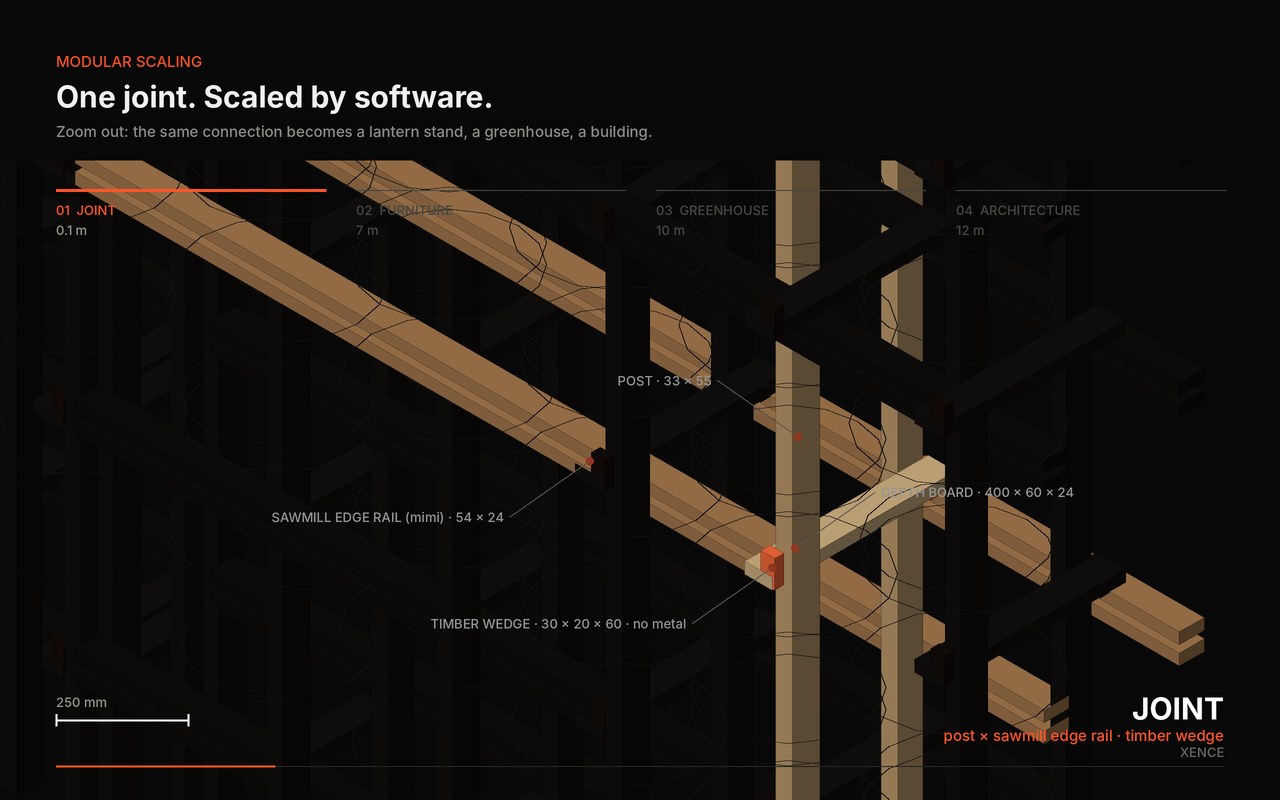 MODULAR SCALING
One joint. Scaled by software.
Zoom out: the same connection becomes a lantern stand, a greenhouse, a building.
01 JOINT
0.1 m
02 FURNITURE
7 m
03 GREENHOUSE
10 m
04 ARCHITECTURE
12 m
POST · 33 × 55
DEPTH BOARD · 400 × 60 × 24
SAWMILL EDGE RAIL (mimi) · 54 × 24
TIMBER WEDGE · 30 × 20 × 60 · no metal
250 mm
JOINT
post × sawmill edge rail · timber wedge
XENCE